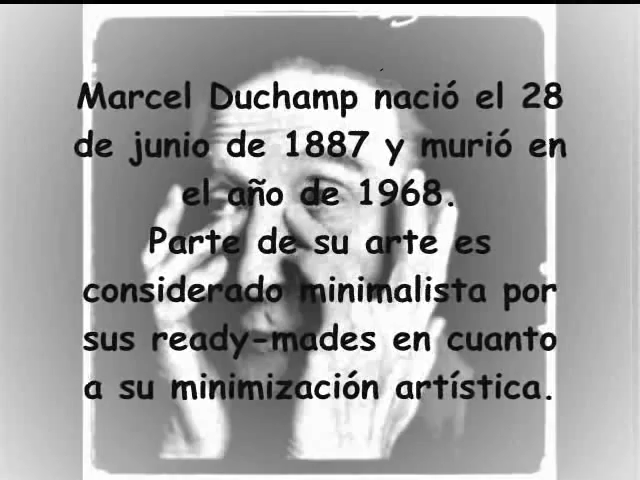 Marcel Duchamp nació el 28
de junio de 1887 y murió en
el año de 1968.
Parte de su arte es
considerado minimalista por
sus ready-mades en cuanto
a su minimización artística.